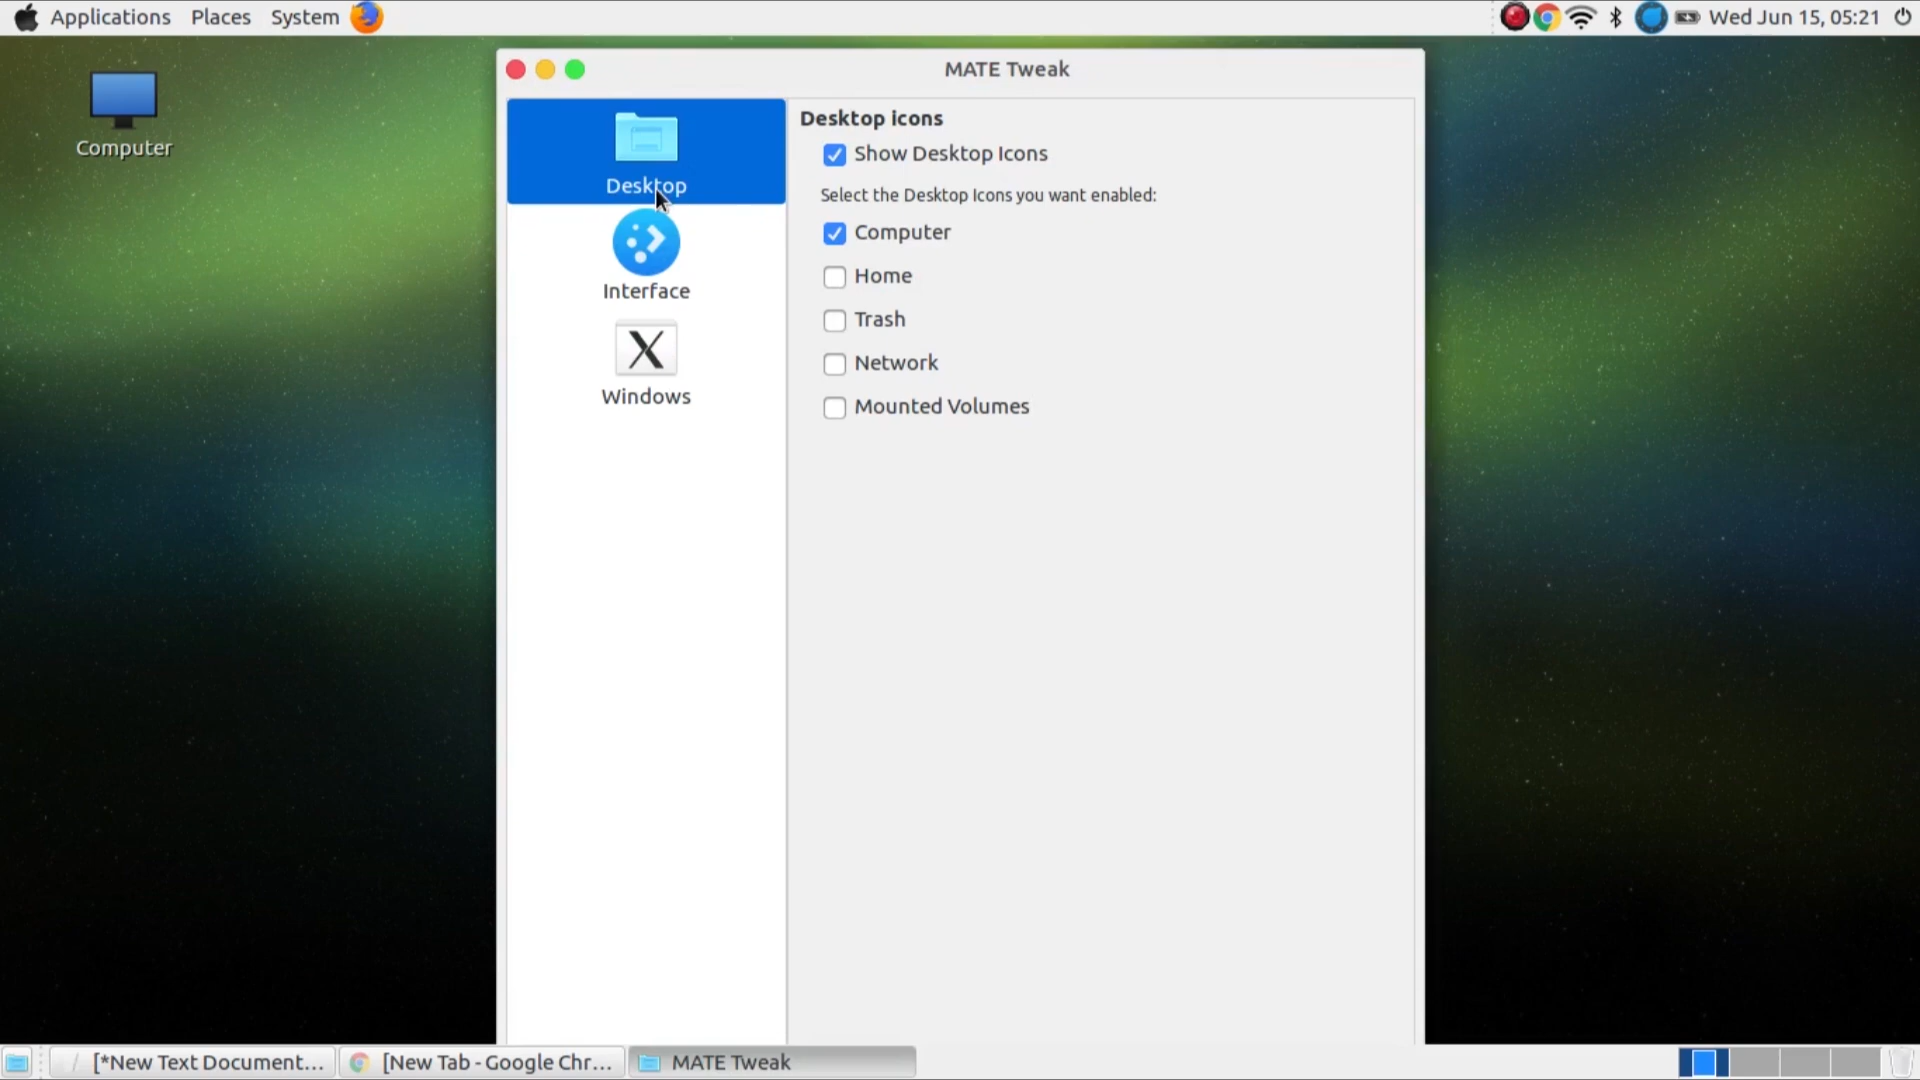 Applications Places System
Wed Jun 15, 05:21
Computer
MATE Tweak
Desktop
Interface
Windows
Desktop icons
Show Desktop Icons
Select the Desktop Icons you want enabled:
Computer
Home
Trash
Network
Mounted Volumes
[*New Text Document...
[New Tab - Google Chr...
MATE Tweak